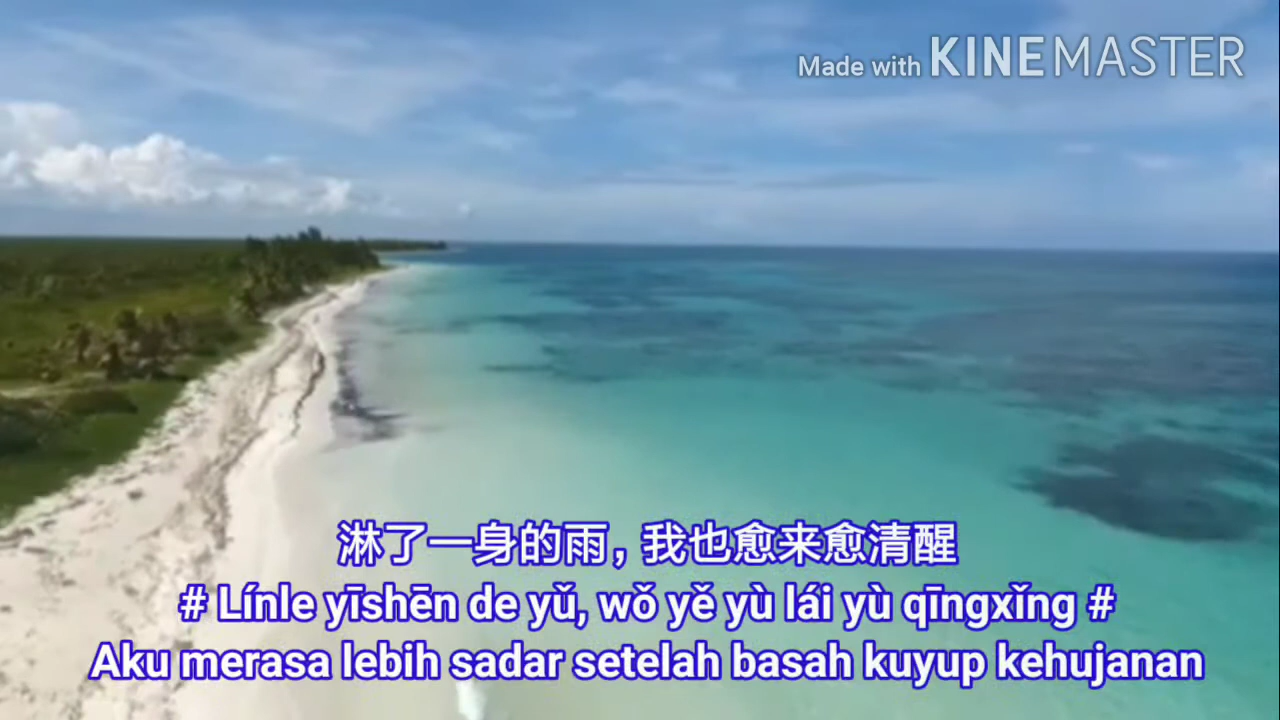 Made with KINEMASTER
淋了一身的雨，我也愈来愈清醒
# Línle yīshēn de yǔ, wǒ yě yù lái yù qīngxǐng #
Aku merasa lebih sadar setelah basah kuyup kehujanan